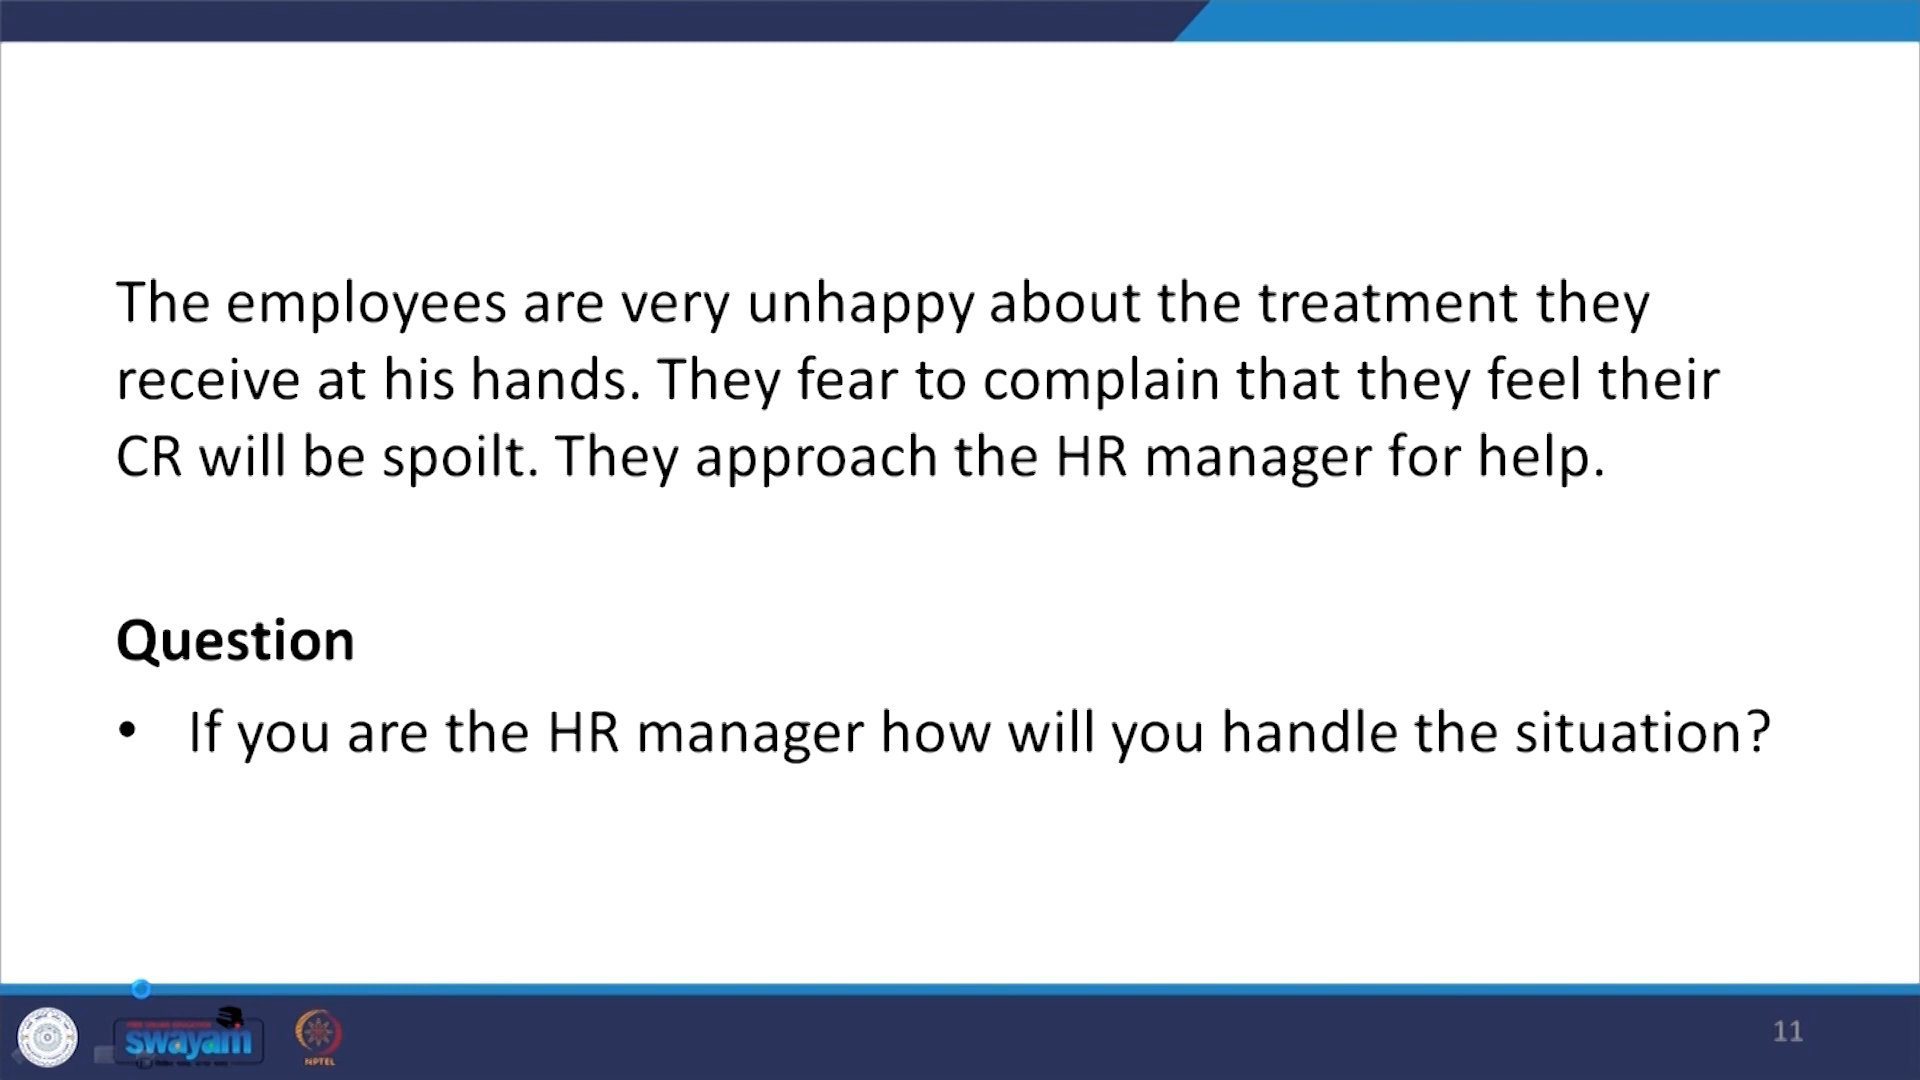 The employees are very unhappy about the treatment they
receive at his hands. They fear to complain that they feel their
CR will be spoilt. They approach the HR manager for help.
Question
• If you are the HR manager how will you handle the situation?
swayam
NPTEL
11